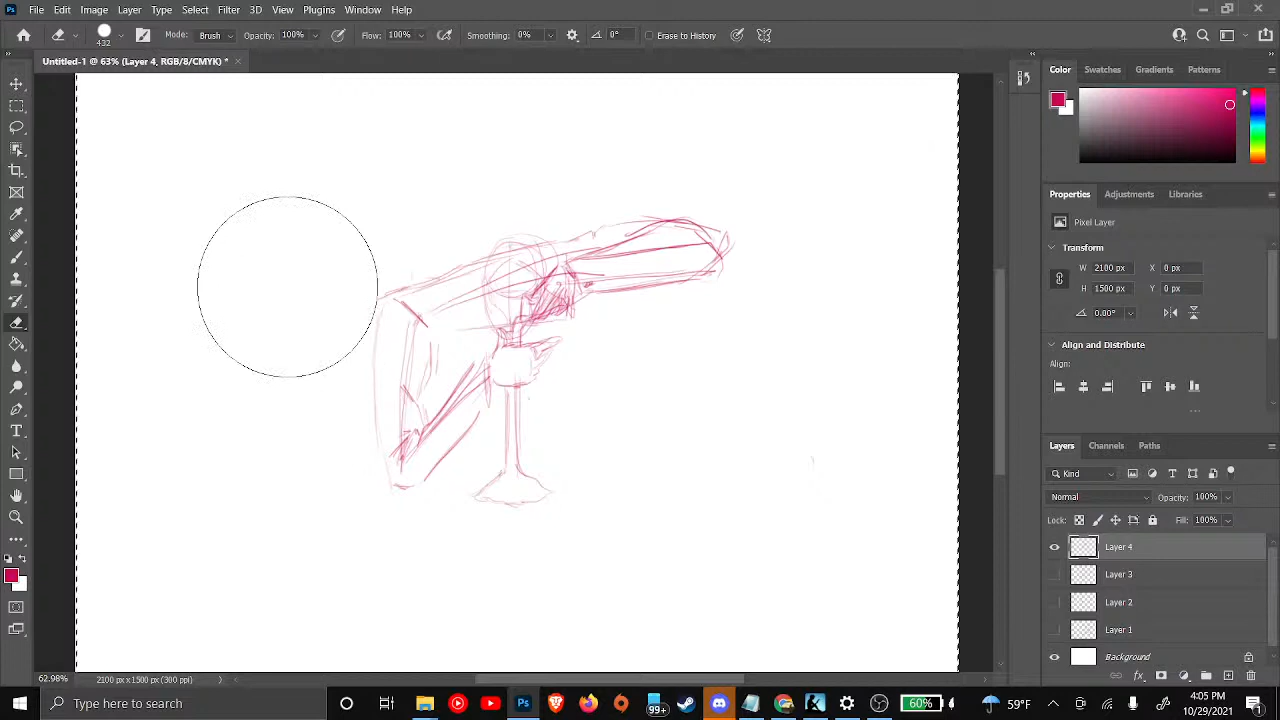 Ps File Edit Image Layer Type Select Filter 3D View Plugins Window Help
Mode: Brush Opacity: 100% Flow: 100% Smoothing: 0% 0° Erase to History
Untitled-1 @ 63% (Layer 4, RGB/8/CMYK) *
Color Swatches Gradients Patterns
Properties Adjustments Libraries
Pixel Layer
Transform
W 2100 px X 0 px
H 1500 px Y 0 px
0.00°
Align and Distribute
Align:
Layers Channels Paths
Kind
Normal Opacity: 100%
Lock: Fill: 100%
Layer 4
Layer 3
Layer 2
Layer 1
Background
62.98% 2100 px x 1500 px (300 ppi)
Type here to search
Ps
99+
60%
59°F
4:05 PM
10/29/2021